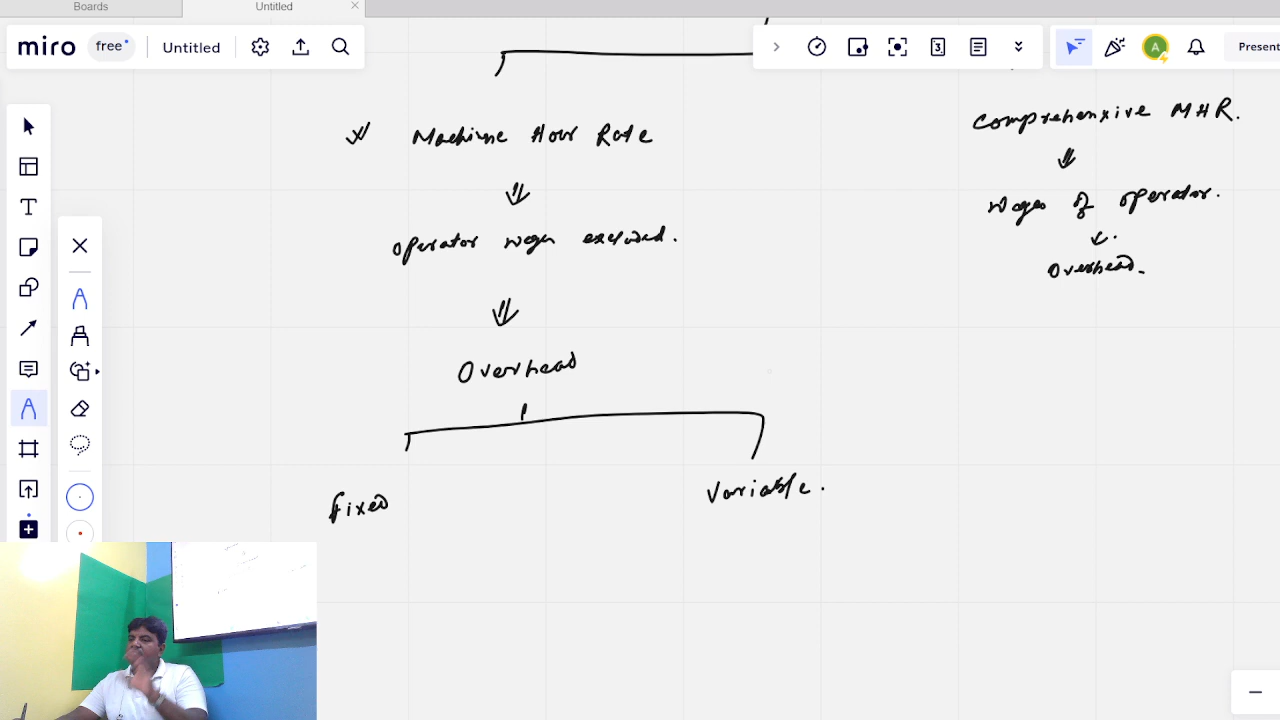 Boards
Untitled
miro
free
Untitled
Present
Machine Hour Rate
Comprehensive MHR.
Wages of operator.
operator wages excluded.
Overhead.
Overhead
Fixed
Variable.
A
3
T